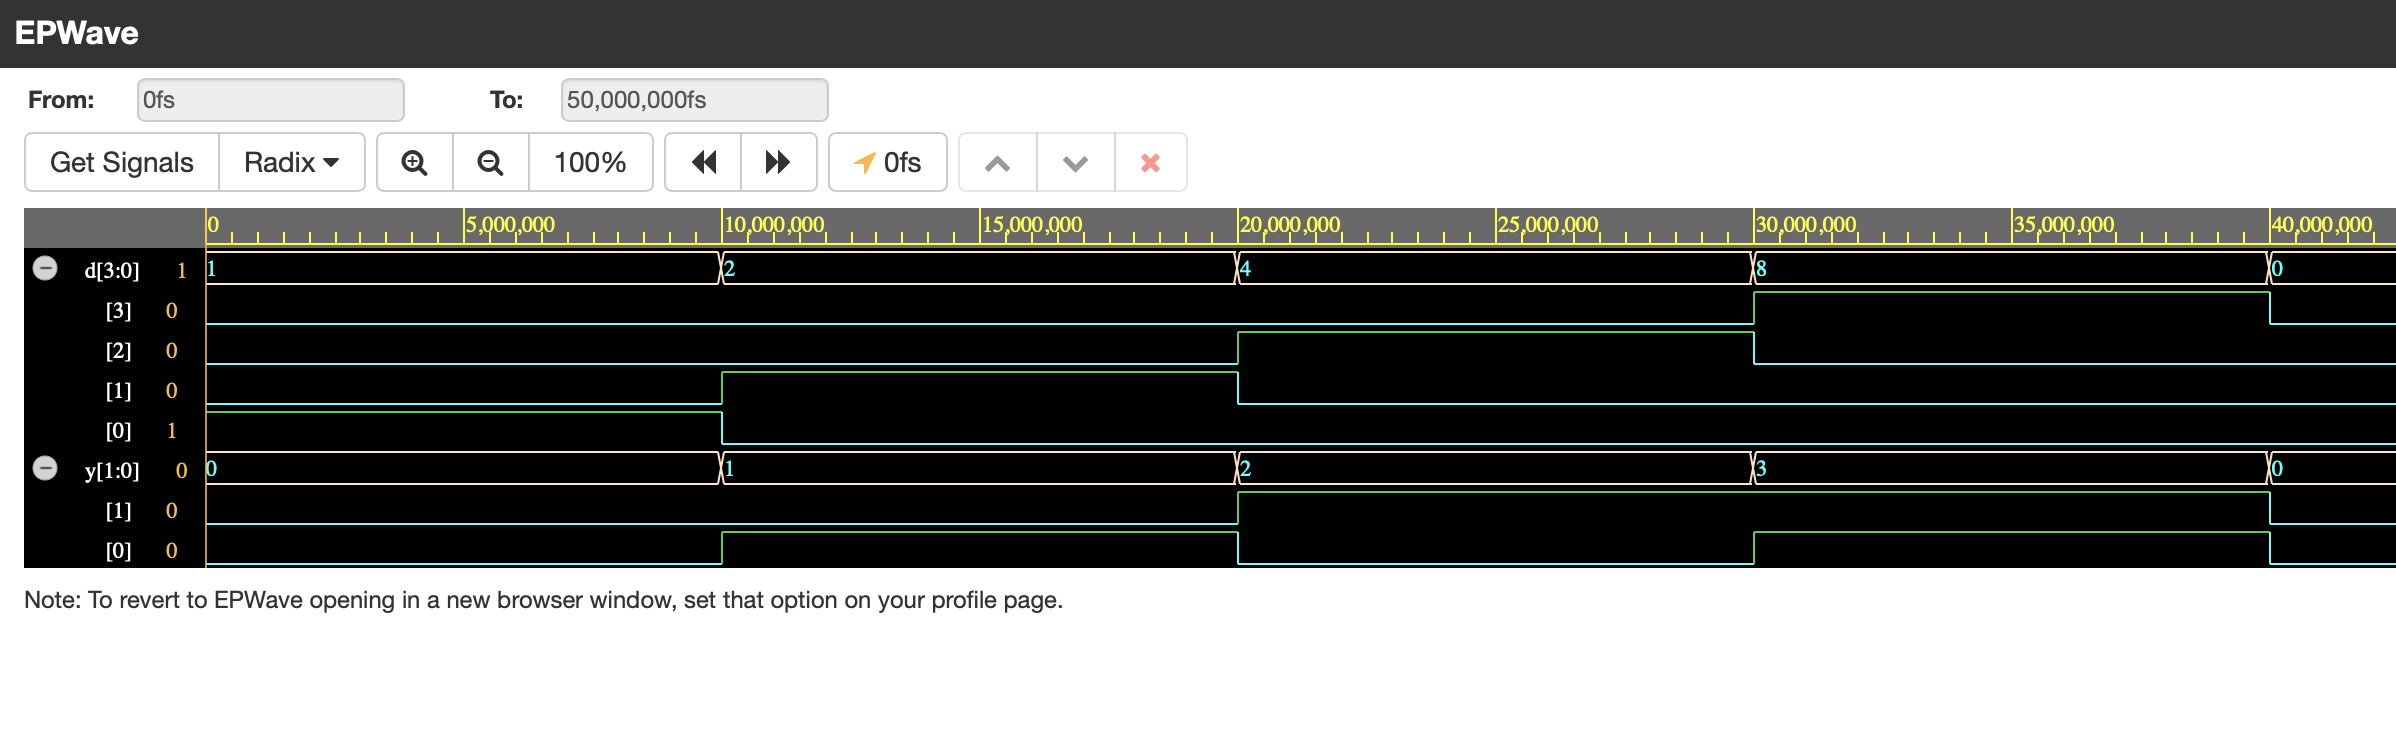 EPWave
From: 0fs To: 50,000,000fs
Get Signals Radix 100% 0fs
0 5,000,000 10,000,000 15,000,000 20,000,000 25,000,000 30,000,000 35,000,000 40,000,000
d[3:0] 1 1 2 4 8 0
[3] 0
[2] 0
[1] 0
[0] 1
y[1:0] 0 0 1 2 3 0
[1] 0
[0] 0
Note: To revert to EPWave opening in a new browser window, set that option on your profile page.